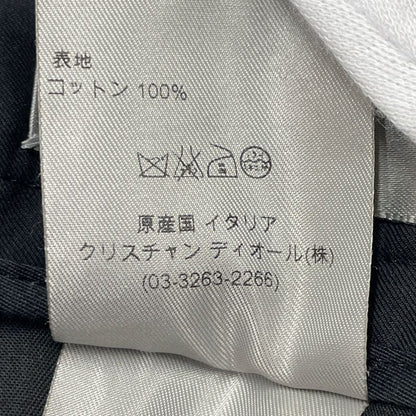 表地
コットン 100%
原産国 イタリア
クリスチャン ディオール(株)
(03-3263-2266)